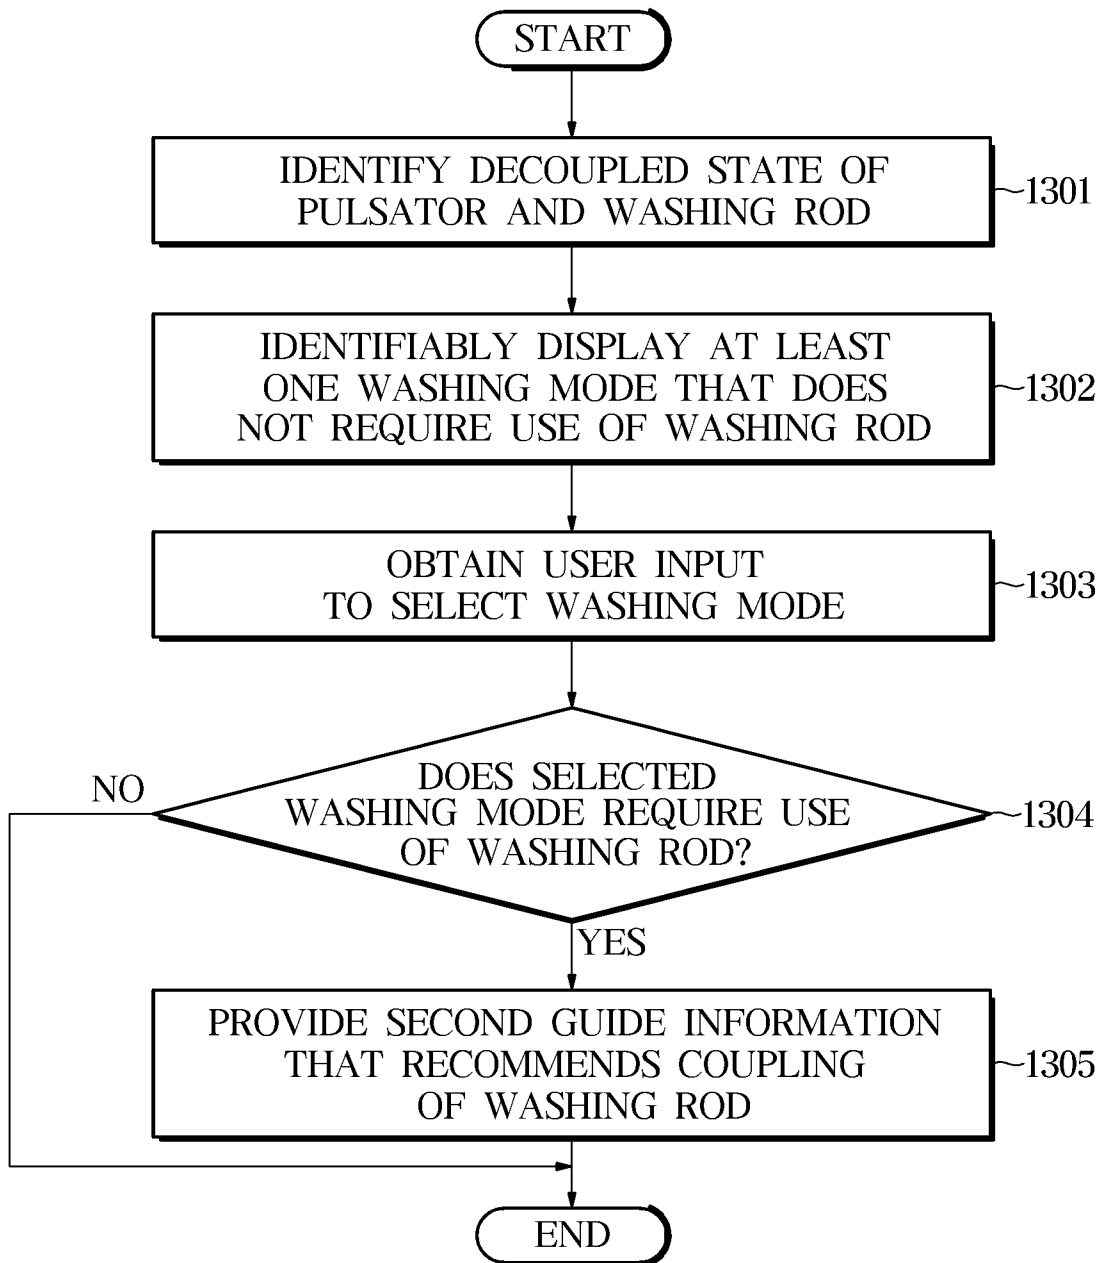 START
IDENTIFY DECOUPLED STATE OF
PULSATOR AND WASHING ROD
1301
IDENTIFIABLY DISPLAY AT LEAST
ONE WASHING MODE THAT DOES
NOT REQUIRE USE OF WASHING ROD
1302
OBTAIN USER INPUT
TO SELECT WASHING MODE
1303
NO
DOES SELECTED
WASHING MODE REQUIRE USE
OF WASHING ROD?
1304
YES
PROVIDE SECOND GUIDE INFORMATION
THAT RECOMMENDS COUPLING
OF WASHING ROD
1305
END